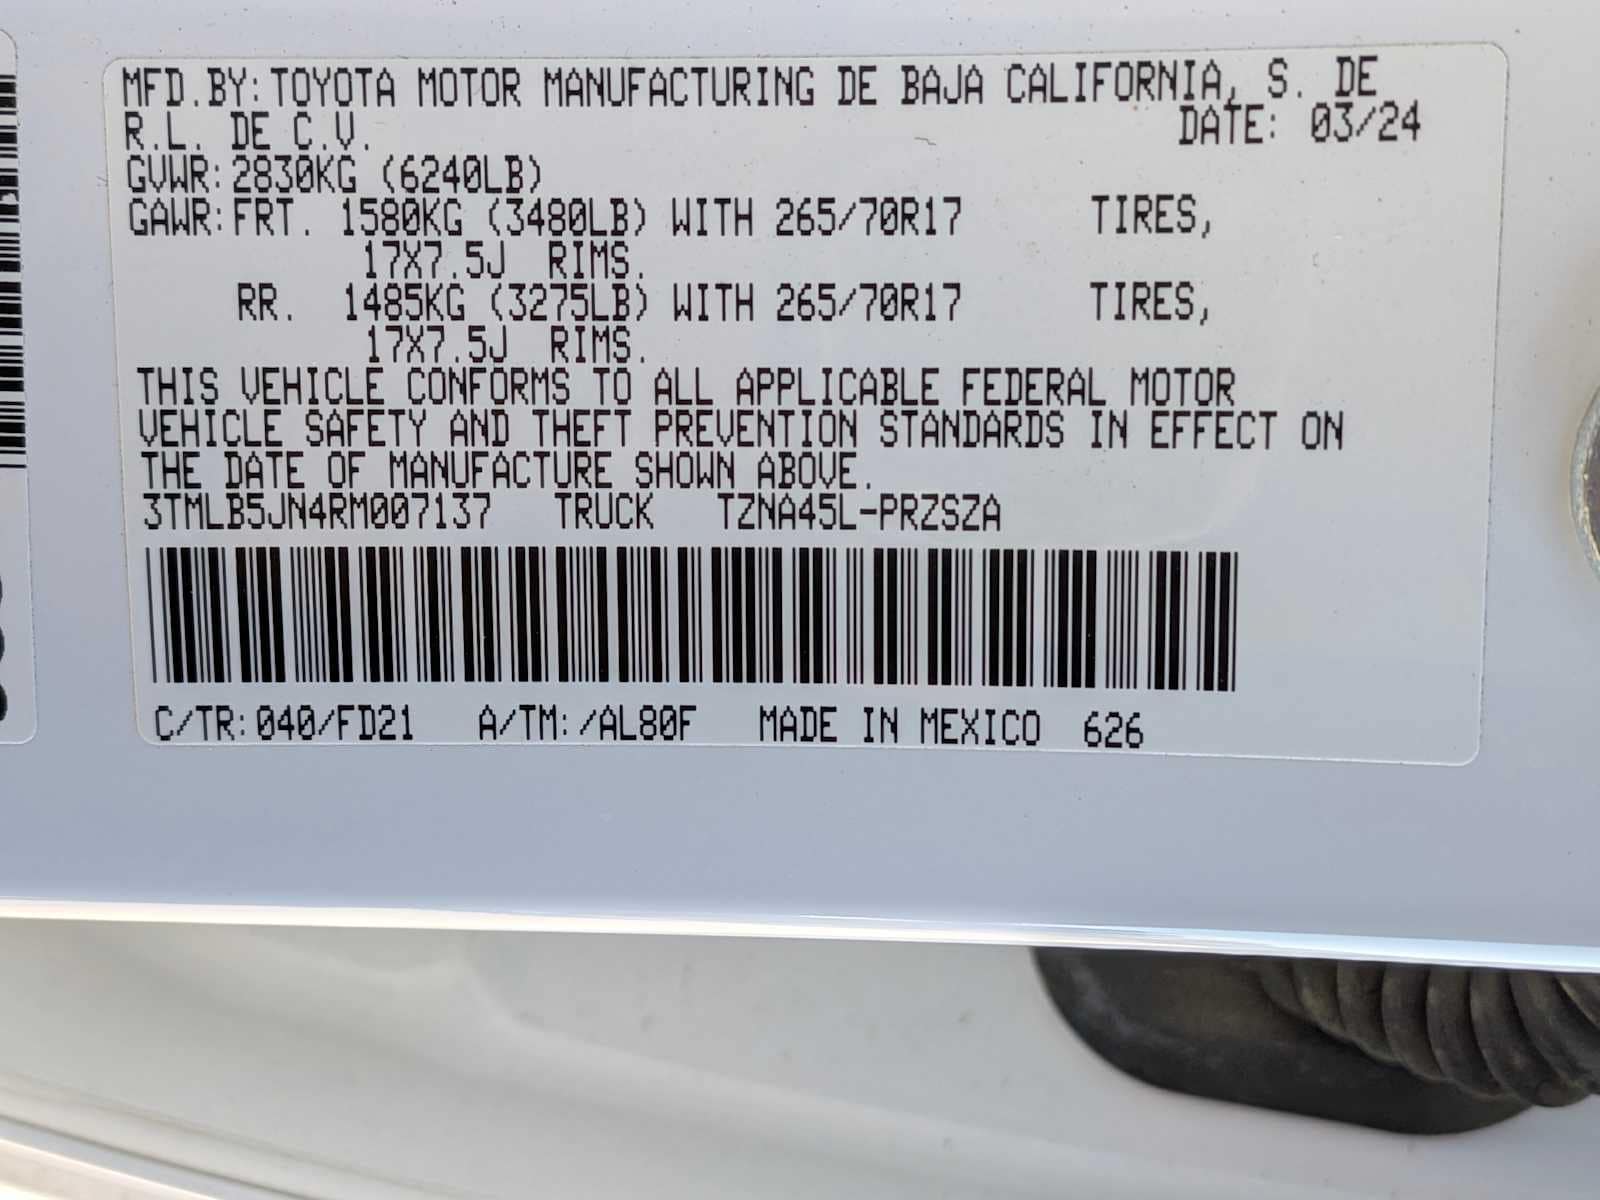 MFD.BY: TOYOTA MOTOR MANUFACTURING DE BAJA CALIFORNIA, S. DE
R.L. DE C.V. DATE: 03/24
GVWR: 2830KG (6240LB)
GAWR: FRT. 1580KG (3480LB) WITH 265/70R17 TIRES,
17X7.5J RIMS.
RR. 1485KG (3275LB) WITH 265/70R17 TIRES,
17X7.5J RIMS.
THIS VEHICLE CONFORMS TO ALL APPLICABLE FEDERAL MOTOR
VEHICLE SAFETY AND THEFT PREVENTION STANDARDS IN EFFECT ON
THE DATE OF MANUFACTURE SHOWN ABOVE.
3TMLB5JN4RM007137 TRUCK TZNA45L-PRZSZA
C/TR: 040/FD21 A/TM: /AL80F MADE IN MEXICO 626